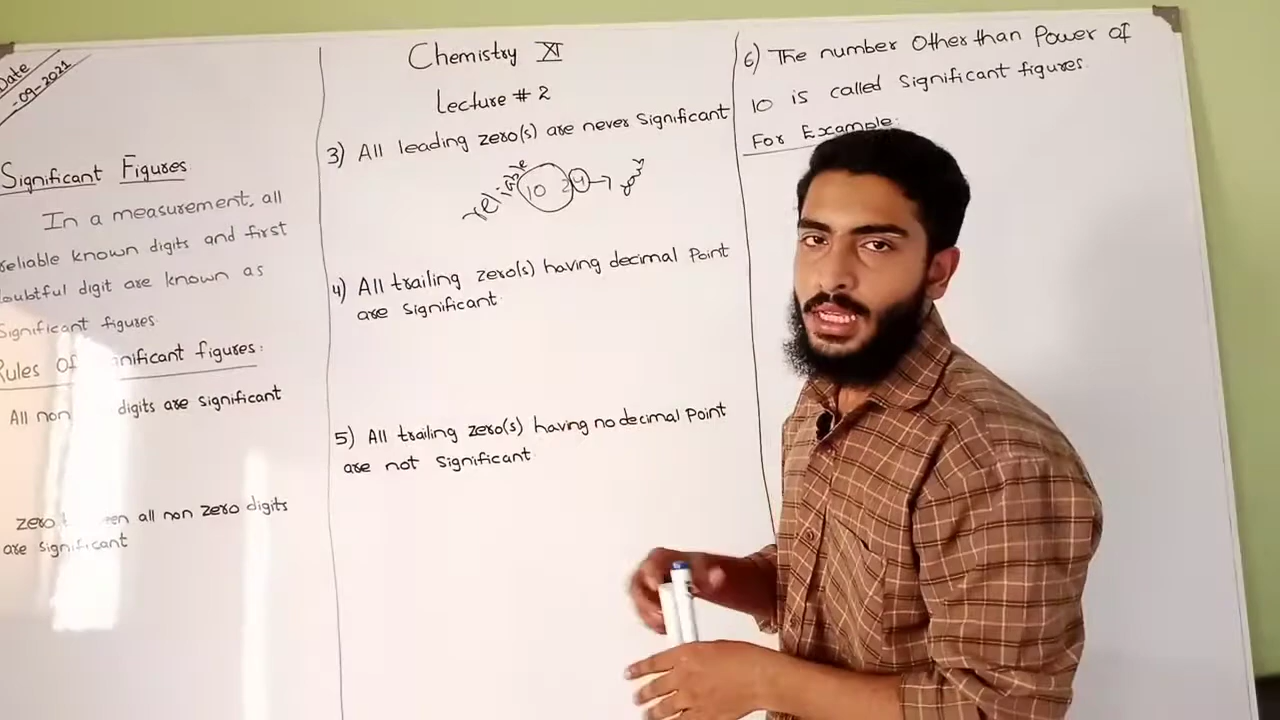 Date
-09-2021
Significant Figures
In a measurement, all
reliable known digits and first
doubtful digit are known as
Significant figures.
Rules Of significant figures:
All non digits are significant
zero all non zero digits
are significant
Chemistry XI
Lecture # 2
3) All leading zero(s) are never significant
reliable 10 24 →
4) All trailing zero(s) having decimal Point
are significant
5) All trailing zero(s) having no decimal Point
are not significant
6) The number Other than Power of
10 is called significant figures.
For Example: